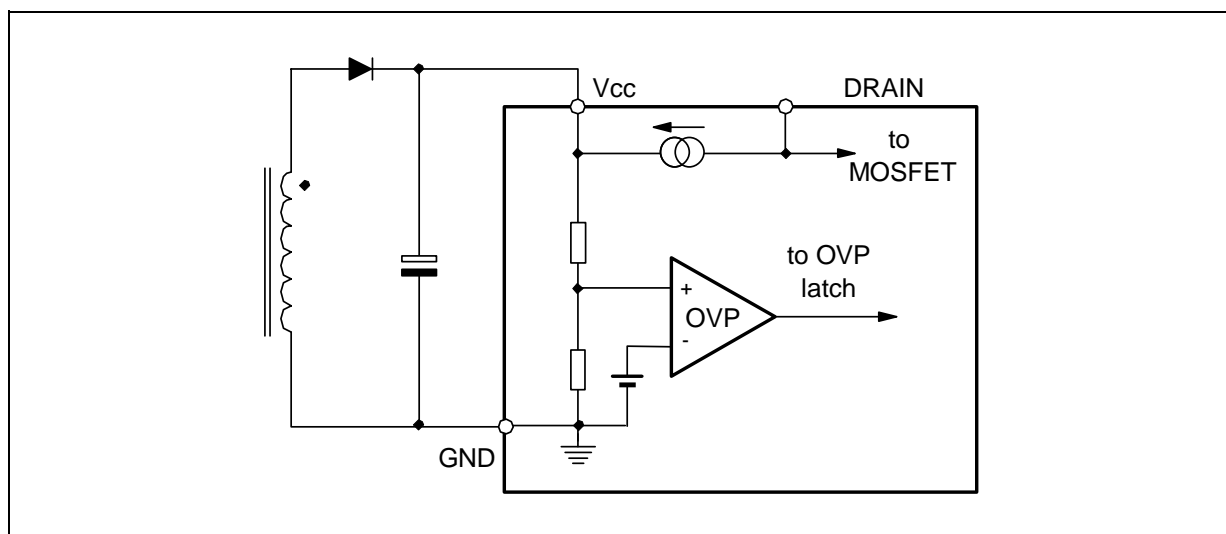 Vcc
DRAIN
to
MOSFET
to OVP
latch
+
OVP
-
GND